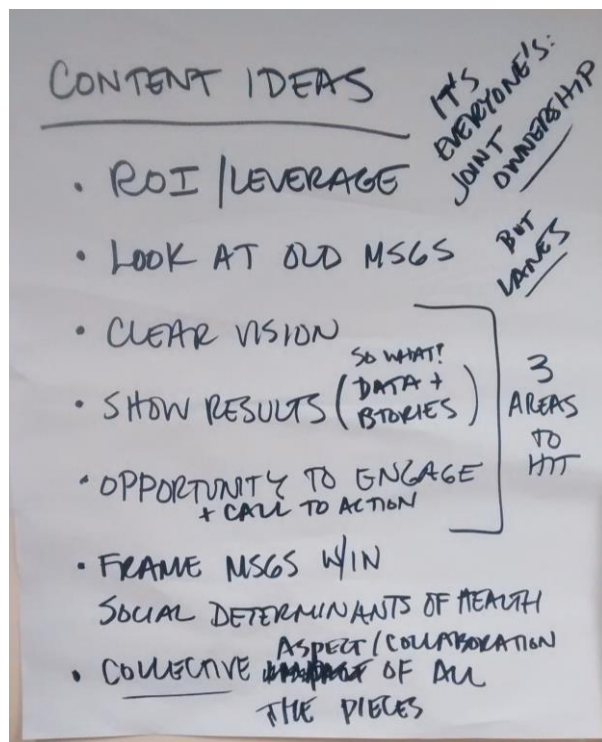 CONTENT IDEAS
IT'S
EVERYONE'S:
JOINT
OWNERSHIP
BUT
LANES
• ROI / LEVERAGE
• LOOK AT OLD MSGS
• CLEAR VISION
• SHOW RESULTS (SO WHAT!
DATA +
STORIES)
• OPPORTUNITY TO ENGAGE
+ CALL TO ACTION
3
AREAS
TO
HIT
• FRAME MSGS W/IN
SOCIAL DETERMINANTS OF HEALTH
• COLLECTIVE ASPECT / COLLABORATION
OF ALL
THE PIECES